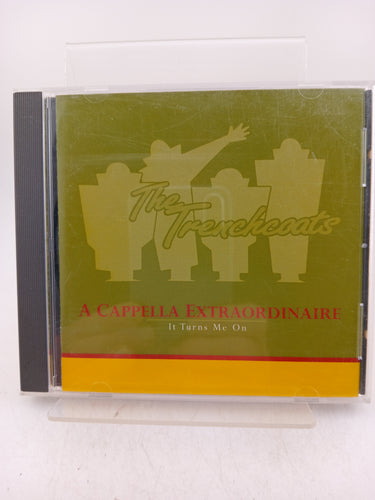 The
Trenchcoats
A CAPPELLA EXTRAORDINAIRE
It Turns Me On